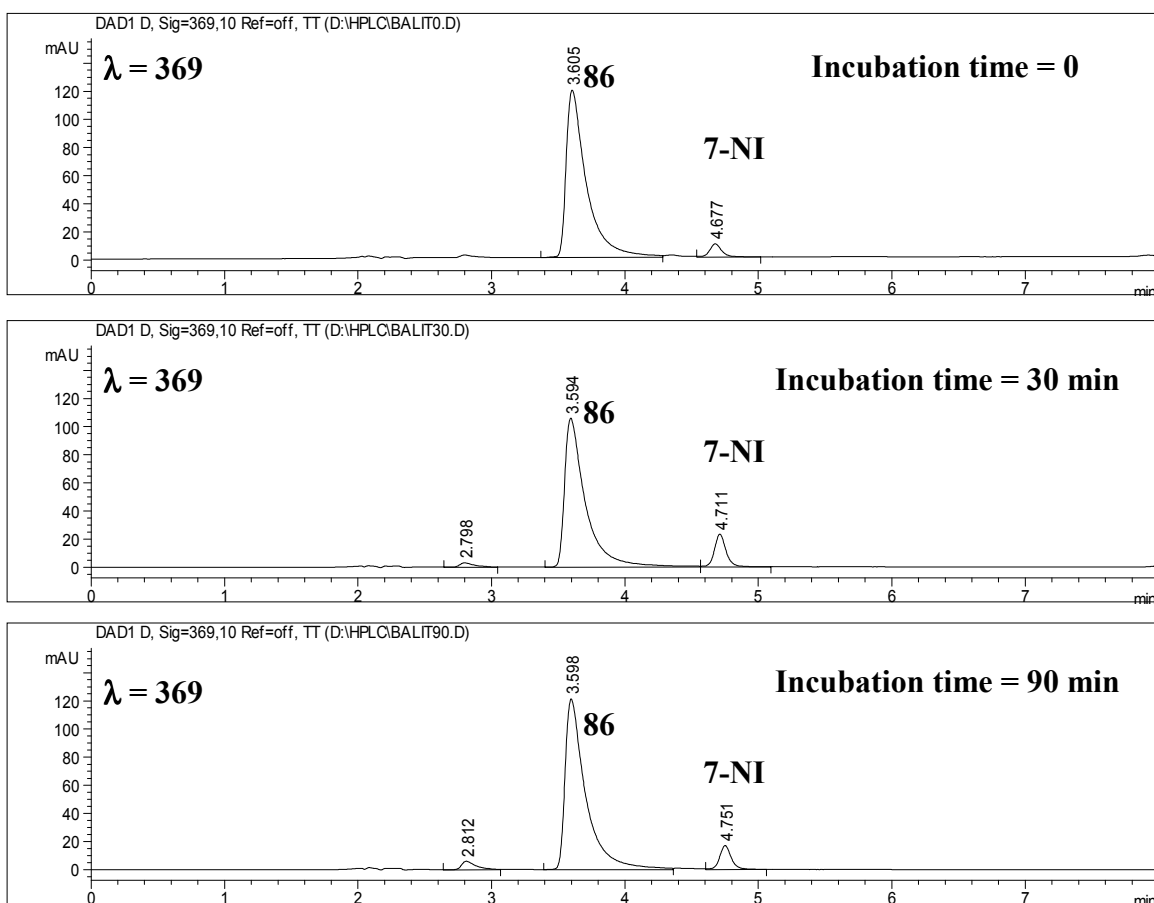 DAD1 D, Sig=369,10 Ref=off, TT (D:\HPLC\BALIT0.D)
mAU
λ = 369
3.605
86
Incubation time = 0
7-NI
4.677
120
100
80
60
40
20
0
0 1 2 3 4 5 6 7 min
DAD1 D, Sig=369,10 Ref=off, TT (D:\HPLC\BALIT30.D)
mAU
λ = 369
3.594
86
Incubation time = 30 min
7-NI
4.711
2.798
120
100
80
60
40
20
0
0 1 2 3 4 5 6 7 min
DAD1 D, Sig=369,10 Ref=off, TT (D:\HPLC\BALIT90.D)
mAU
λ = 369
3.598
86
Incubation time = 90 min
7-NI
4.751
2.812
120
100
80
60
40
20
0
0 1 2 3 4 5 6 7 min